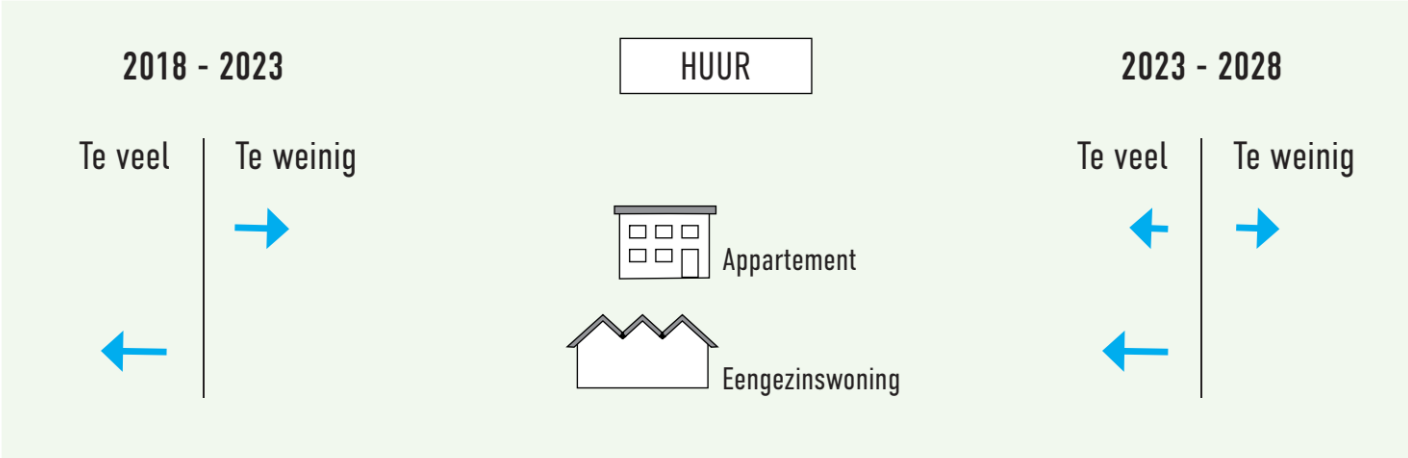 2018 - 2023
HUUR
2023 - 2028
Te veel
Te weinig
Te veel
Te weinig
Appartement
Eengezinswoning